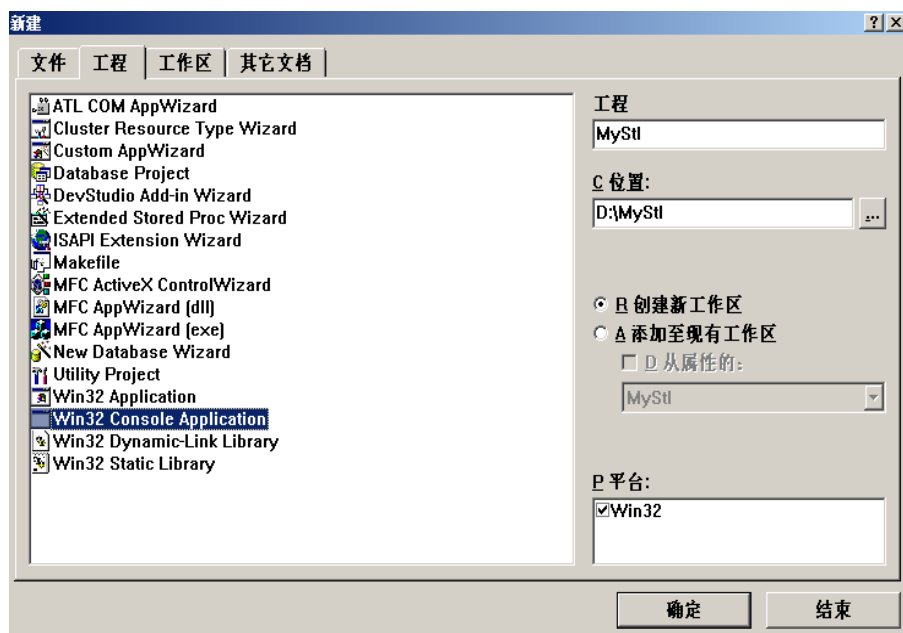 新建
文件 工程 工作区 其它文档
ATL COM AppWizard
Cluster Resource Type Wizard
Custom AppWizard
Database Project
DevStudio Add-in Wizard
Extended Stored Proc Wizard
ISAPI Extension Wizard
Makefile
MFC ActiveX ControlWizard
MFC AppWizard (dll)
MFC AppWizard (exe)
New Database Wizard
Utility Project
Win32 Application
Win32 Console Application
Win32 Dynamic-Link Library
Win32 Static Library
工程
MyStl
C 位置:
D:\MyStl
...
R 创建新工作区
A 添加至现有工作区
D 从属性的:
MyStl
P 平台:
Win32
确定 结束